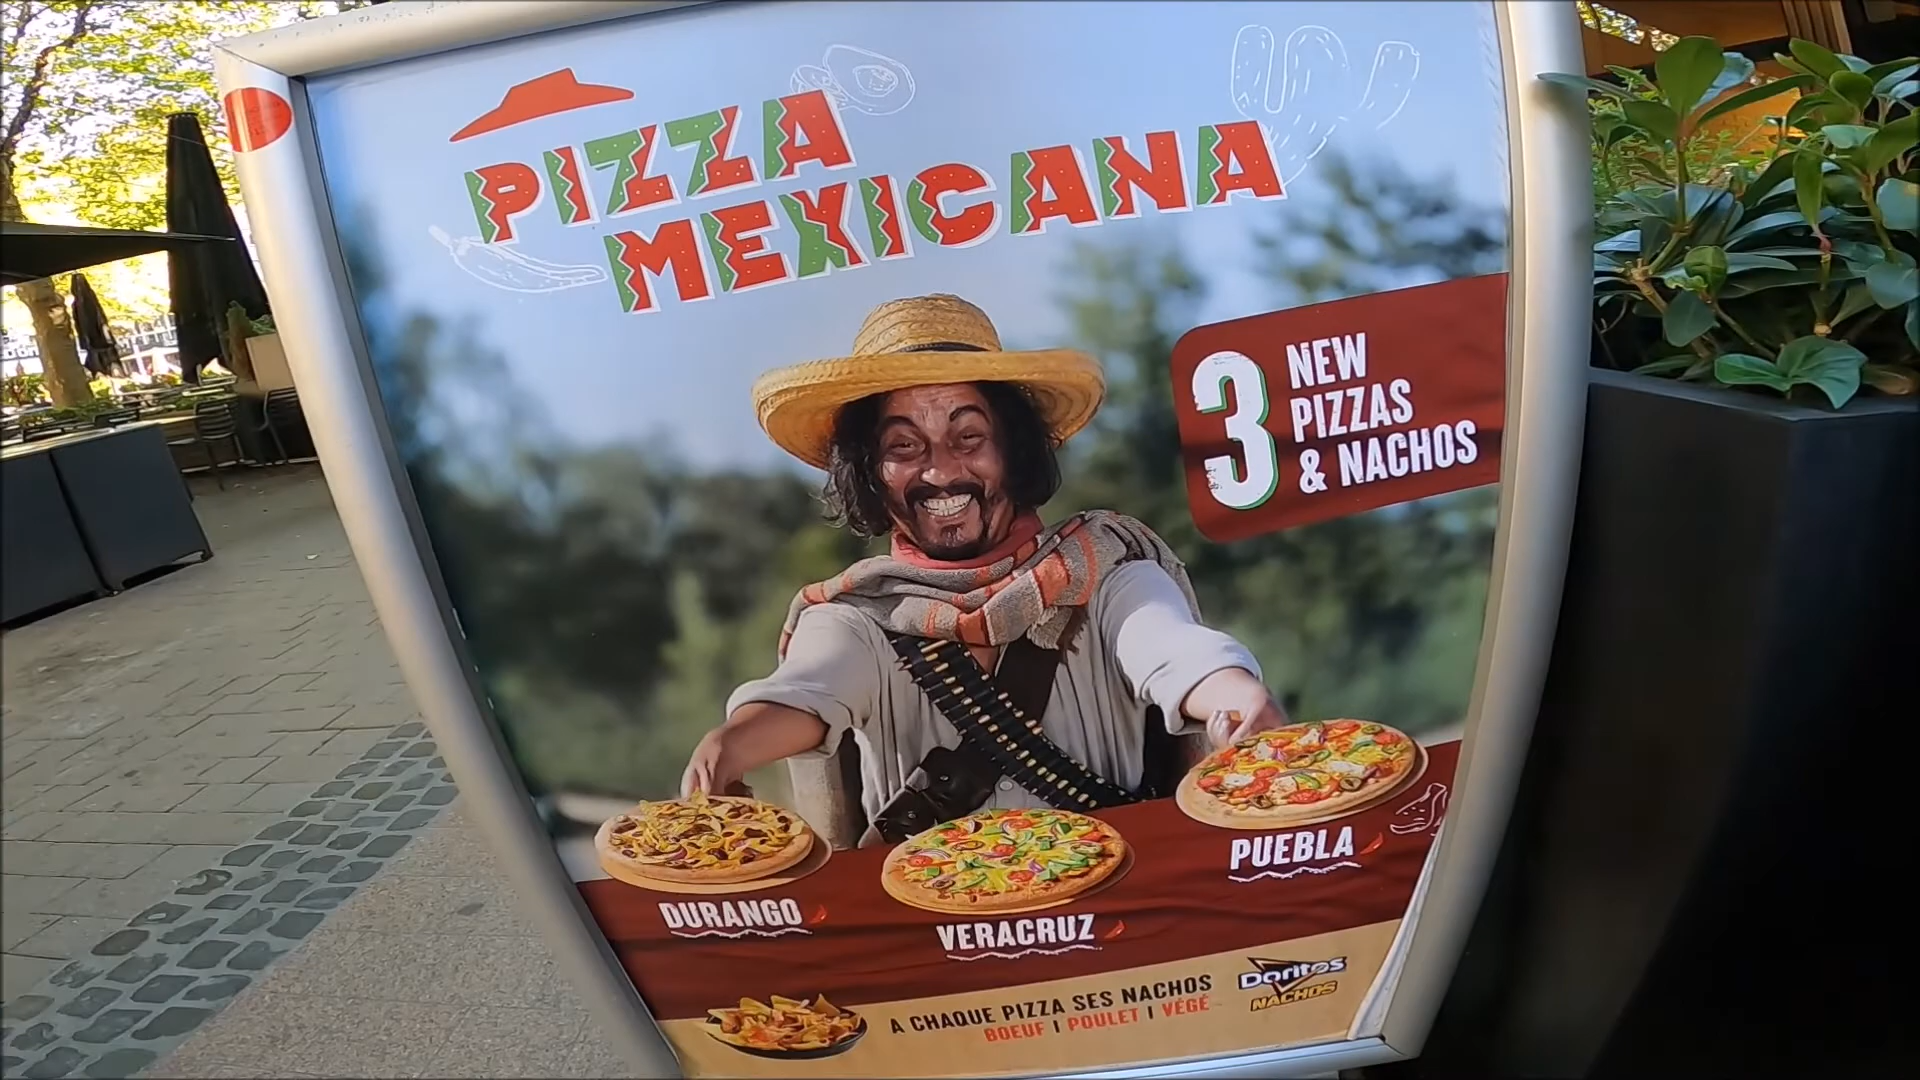 PIZZA
MEXICANA
3
NEW
PIZZAS
& NACHOS
PUEBLA
DURANGO
VERACRUZ
A CHAQUE PIZZA SES NACHOS
BOEUF | POULET | VÉGÉ
Doritos
NACHOS